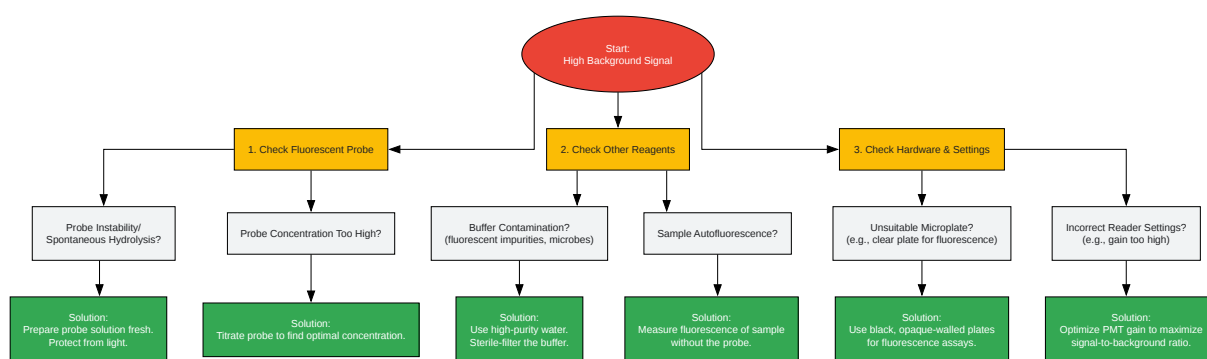 Start:
High Background Signal
1. Check Fluorescent Probe
2. Check Other Reagents
3. Check Hardware & Settings
Probe Instability/
Spontaneous Hydrolysis?
Probe Concentration Too High?
Buffer Contamination?
(fluorescent impurities, microbes)
Sample Autofluorescence?
Unsuitable Microplate?
(e.g., clear plate for fluorescence)
Incorrect Reader Settings?
(e.g., gain too high)
Solution:
Prepare probe solution fresh.
Protect from light.
Solution:
Titrate probe to find optimal concentration.
Solution:
Use high-purity water.
Sterile-filter the buffer.
Solution:
Measure fluorescence of sample
without the probe.
Solution:
Use black, opaque-walled plates
for fluorescence assays.
Solution:
Optimize PMT gain to maximize
signal-to-background ratio.